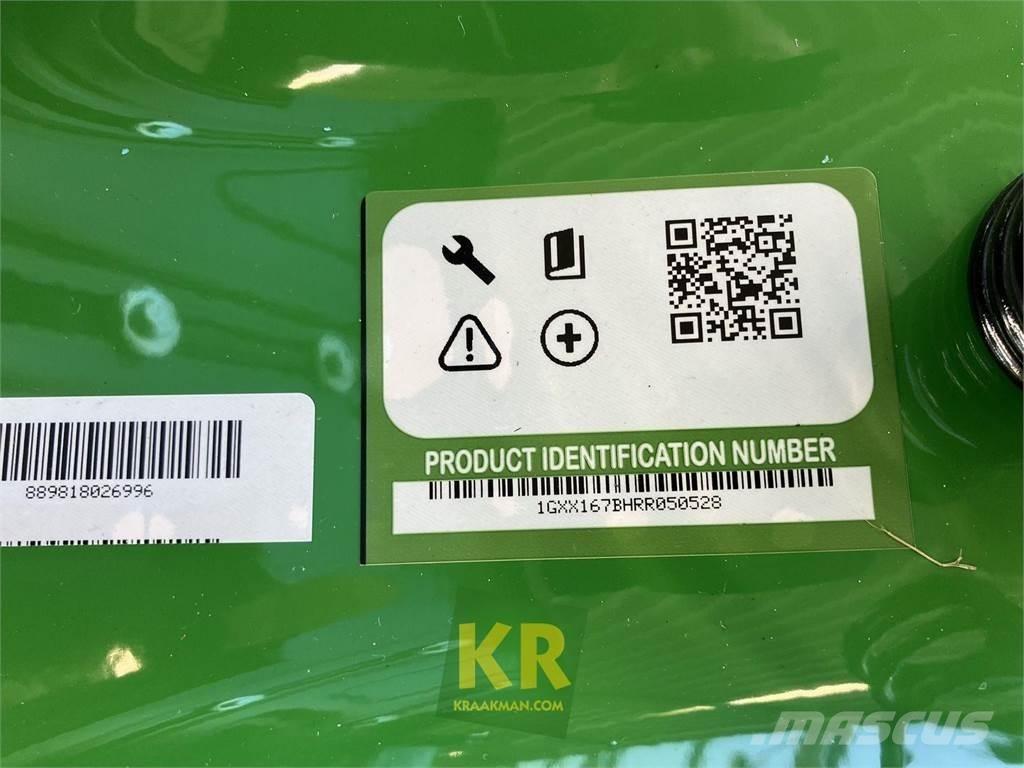 889818026996
PRODUCT IDENTIFICATION NUMBER
1GXX167BHRR050528
KR
KRAAKMAN.COM
MASCUS